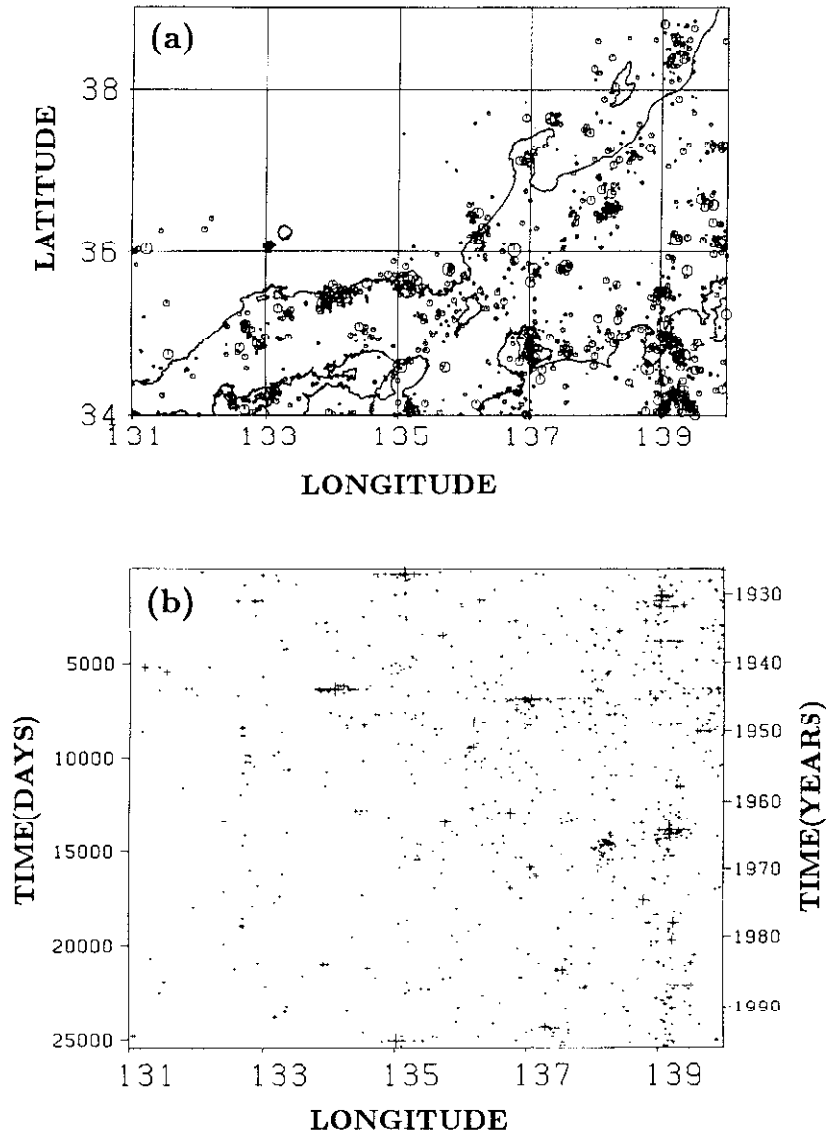 (a)
LATITUDE
38
36
34
131 133 135 137 139
LONGITUDE
(b)
TIME(DAYS)
5000
10000
15000
20000
25000
1930
1940
1950
1960
1970
1980
1990
TIME(YEARS)
131 133 135 137 139
LONGITUDE